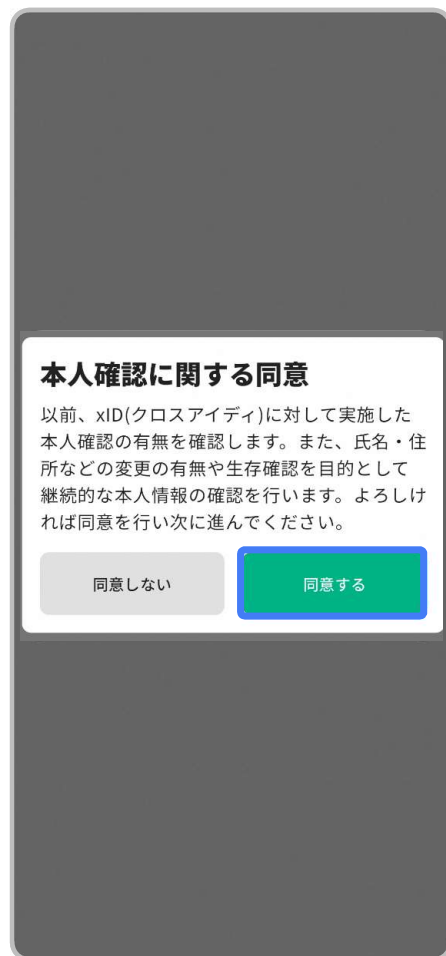 本人確認に関する同意
以前、xID(クロスアイディ)に対して実施した
本人確認の有無を確認します。また、氏名・住
所などの変更の有無や生存確認を目的として
継続的な本人情報の確認を行います。よろしけ
れば同意を行い次に進んでください。
同意しない
同意する